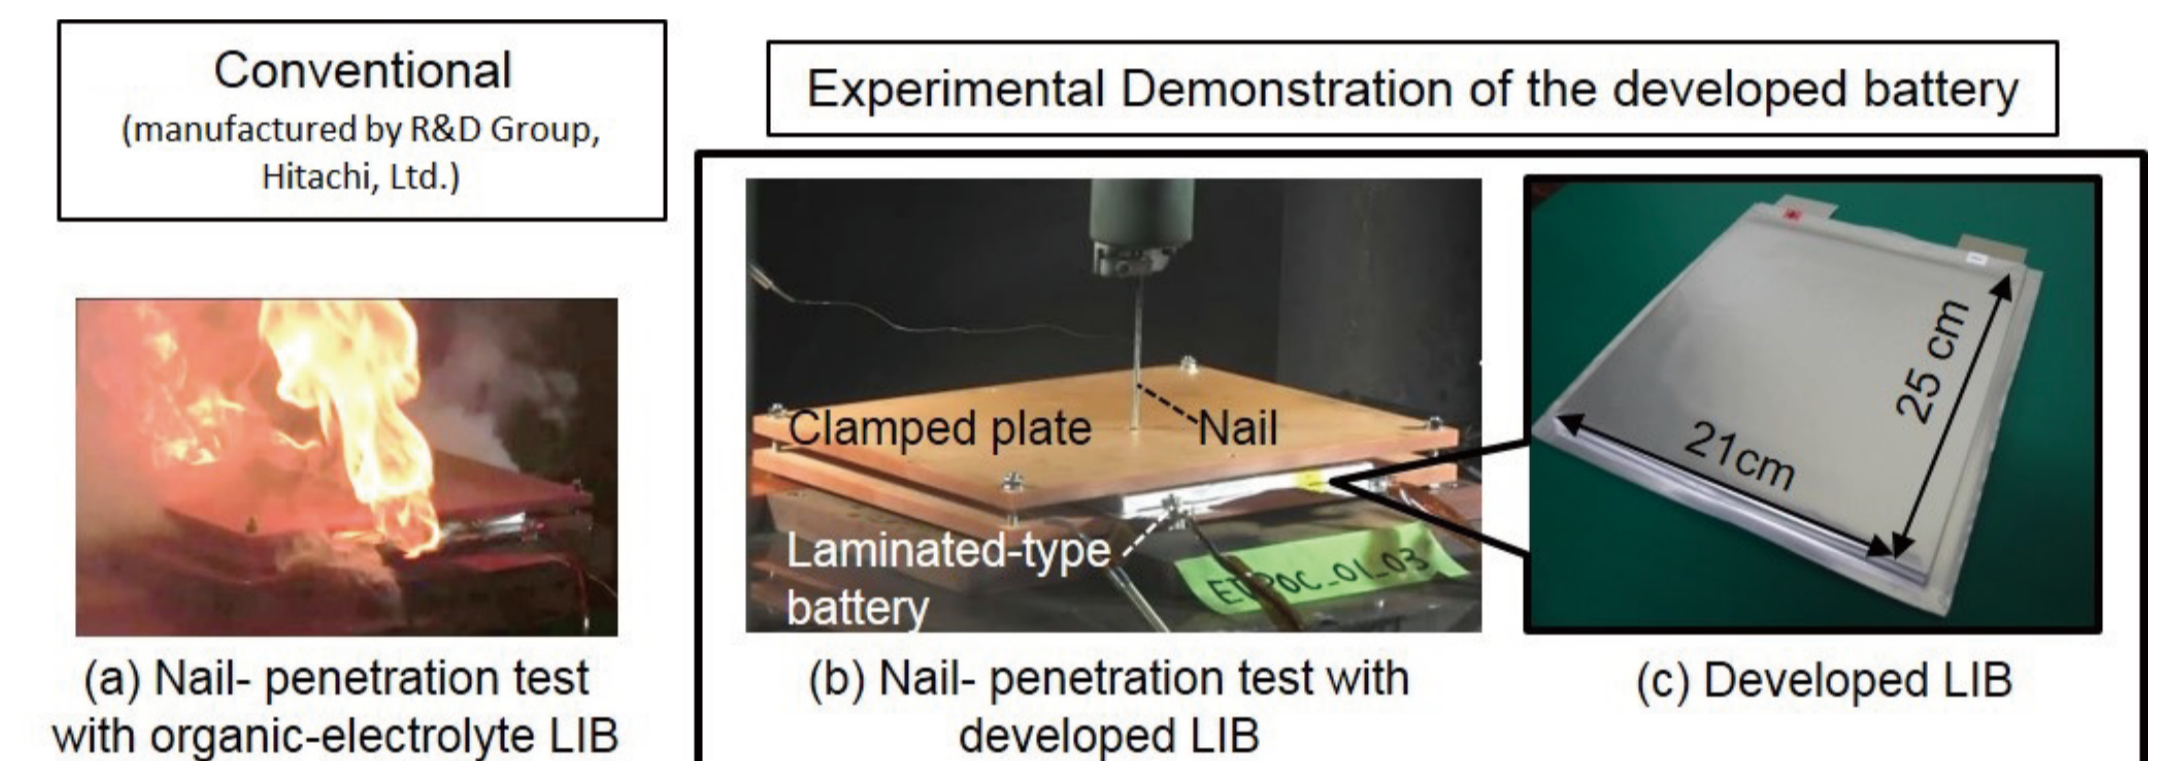 Conventional
(manufactured by R&D Group,
Hitachi, Ltd.)
Experimental Demonstration of the developed battery
Clamped plate
Nail
Laminated-type
battery
21cm
25 cm
(a) Nail- penetration test
with organic-electrolyte LIB
(b) Nail- penetration test with
developed LIB
(c) Developed LIB